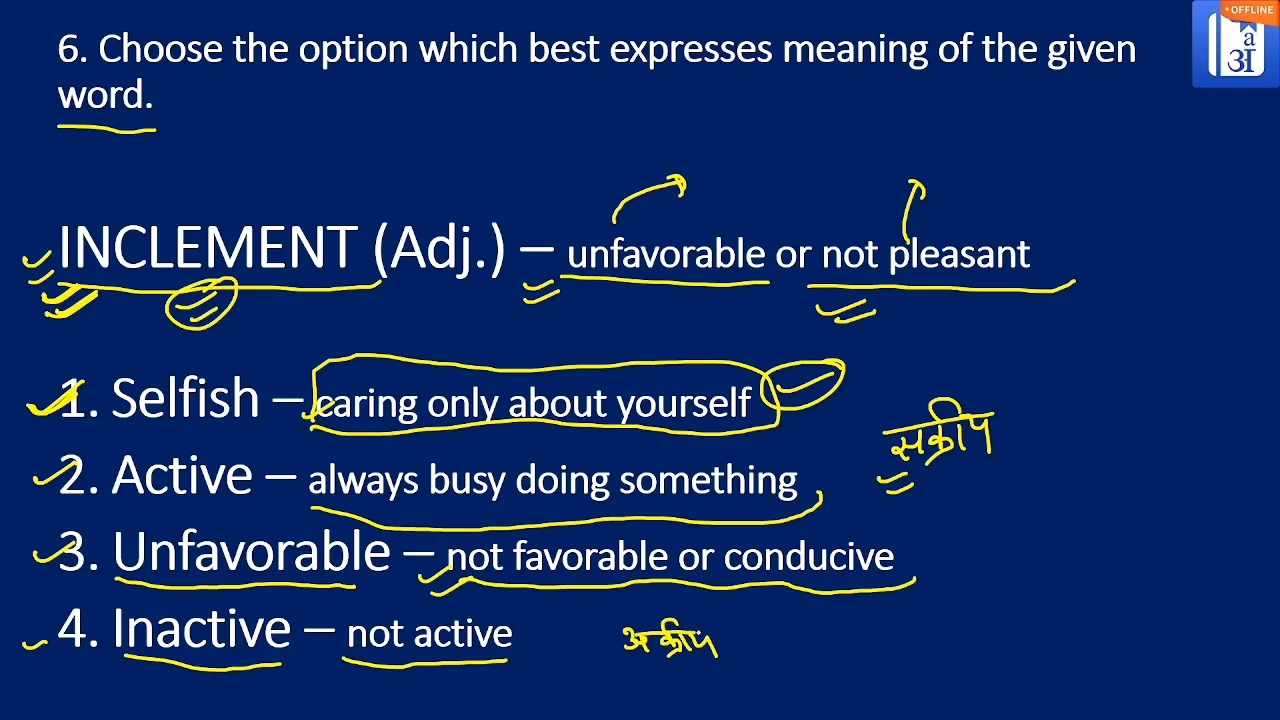 OFFLINE
a
अ
6. Choose the option which best expresses meaning of the given
word.
INCLEMENT (Adj.) – unfavorable or not pleasant
1. Selfish – caring only about yourself
2. Active – always busy doing something
3. Unfavorable – not favorable or conducive
4. Inactive – not active